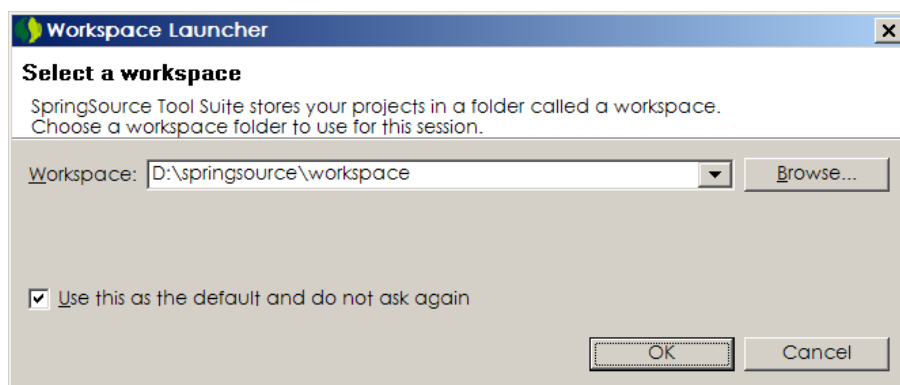 Workspace Launcher
Select a workspace
SpringSource Tool Suite stores your projects in a folder called a workspace.
Choose a workspace folder to use for this session.
Workspace: D:\springsource\workspace Browse...
Use this as the default and do not ask again
OK Cancel